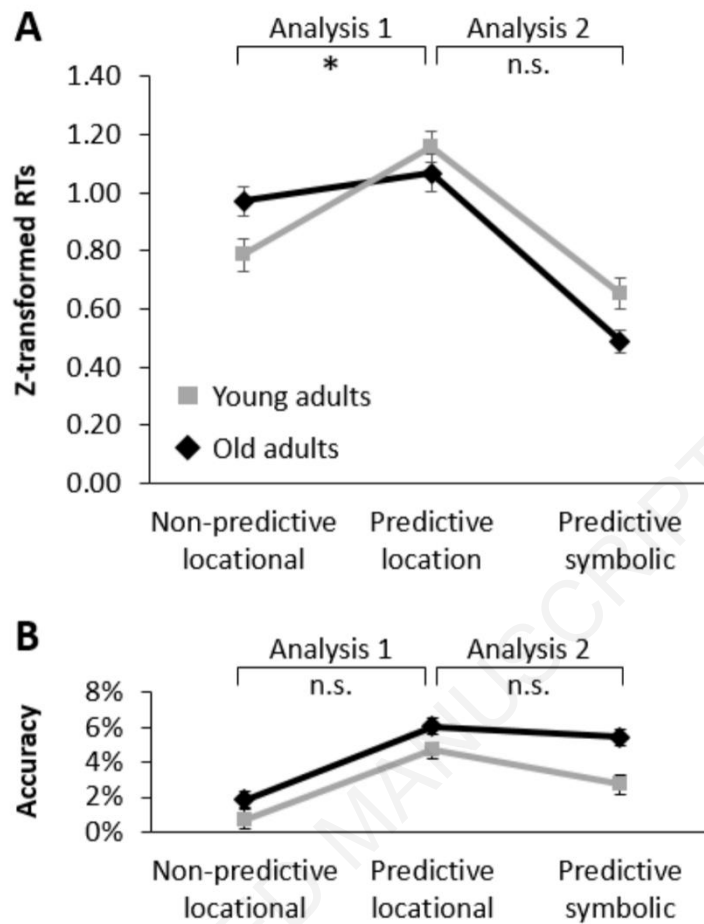 A
Analysis 1 Analysis 2
* n.s.
1.40
1.20
1.00
0.80
0.60
0.40
0.20
0.00
Z-transformed RTs
Young adults
Old adults
Non-predictive Predictive Predictive
locational location symbolic
B
Analysis 1 Analysis 2
n.s. n.s.
8%
6%
4%
2%
0%
Accuracy
Non-predictive Predictive Predictive
locational locational symbolic
D MANUSCRIPT